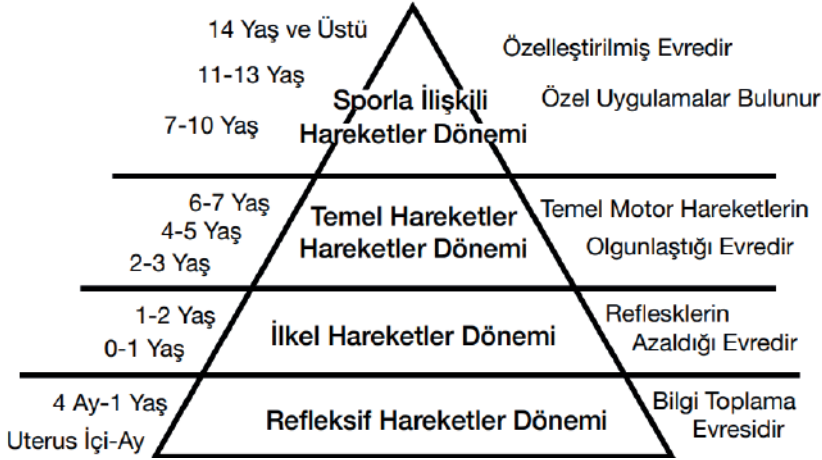 14 Yaş ve Üstü
Özelleştirilmiş Evredir
11-13 Yaş
Sporla İlişkili
Özel Uygulamalar Bulunur
7-10 Yaş
Hareketler Dönemi
6-7 Yaş
Temel Hareketler
Temel Motor Hareketlerin
4-5 Yaş
Hareketler Dönemi
Olgunlaştığı Evredir
2-3 Yaş
1-2 Yaş
İlkel Hareketler Dönemi
Reflesklerin
0-1 Yaş
Azaldığı Evredir
4 Ay-1 Yaş
Refleksif Hareketler Dönemi
Bilgi Toplama
Uterus İçi-Ay
Evresidir